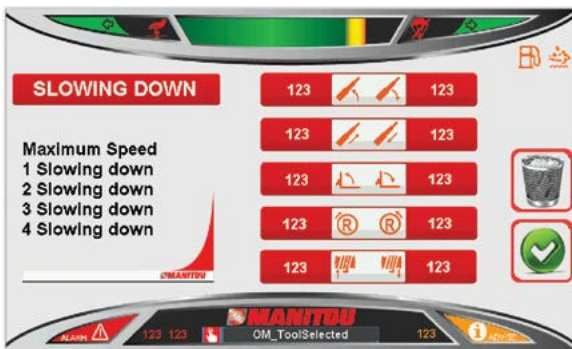 SLOWING DOWN
Maximum Speed
1 Slowing down
2 Slowing down
3 Slowing down
4 Slowing down
MANITOU
123 123
123 123
123 123
123 R R 123
123 123
MANITOU
ALARM 123 123 OM_ToolSelected 123